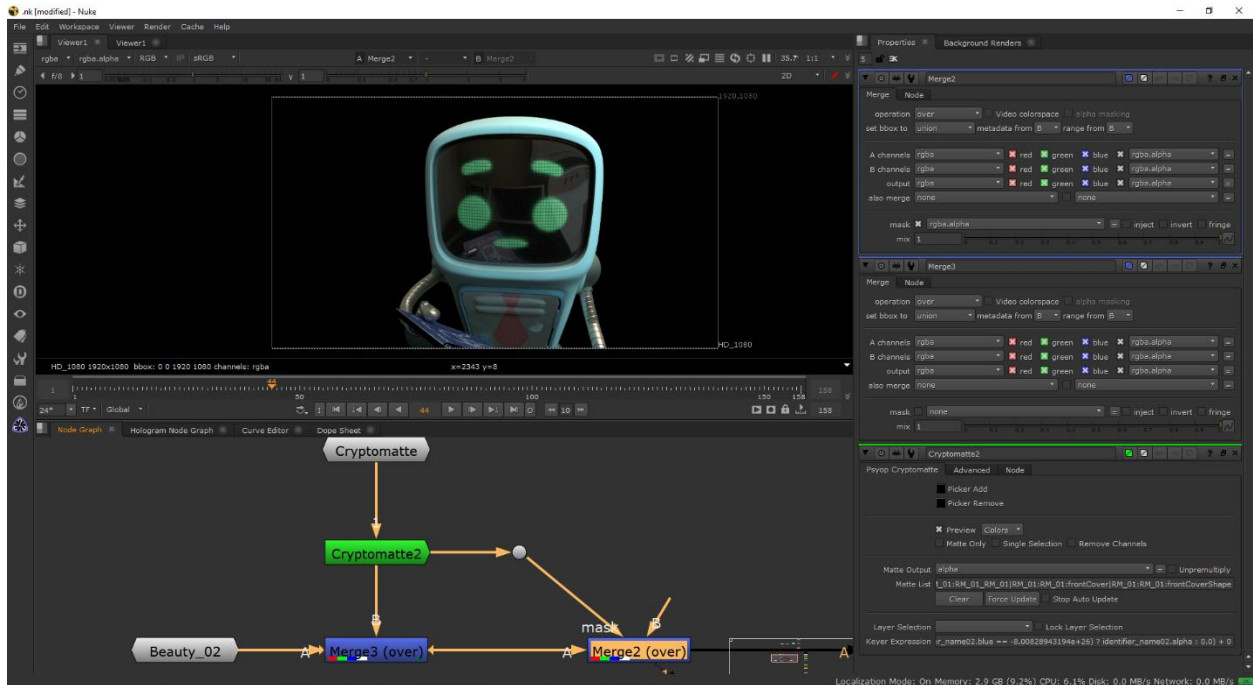 .nk [modified] - Nuke
File Edit Workspace Viewer Render Cache Help
Viewer1 Viewer1
rgba rgba.alpha RGB IP sRGB A Merge2 - B Merge2 35.7 1:1
f/8 1 Y 1 2D
1920,1080
HD_1080
HD_1080 1920x1080 bbox: 0 0 1920 1080 channels: rgba x=2343 y=8
1 1 44 50 100 150 158 158
24* TF Global 44 10 158
Node Graph Hologram Node Graph Curve Editor Dope Sheet
Cryptomatte
1
Cryptomatte2
B
mask B
Beauty_02 A Merge3 (over) A Merge2 (over) A
Properties Background Renders
5
Merge2
Merge Node
operation over Video colorspace alpha masking
set bbox to union metadata from B range from B
A channels rgba red green blue rgba.alpha
B channels rgba red green blue rgba.alpha
output rgba red green blue rgba.alpha
also merge none none
mask rgba.alpha inject invert fringe
mix 1
Merge3
Merge Node
operation over Video colorspace alpha masking
set bbox to union metadata from B range from B
A channels rgba red green blue rgba.alpha
B channels rgba red green blue rgba.alpha
output rgba red green blue rgba.alpha
also merge none none
mask none inject invert fringe
mix 1
Cryptomatte2
Psyop Cryptomatte Advanced Node
Picker Add
Picker Remove
Preview Colors
Matte Only Single Selection Remove Channels
Matte Output alpha Unpremultiply
Matte List t_01:RM_01_RM_01|RM_01:RM_01:frontCover|RM_01:RM_01:frontCoverShape
Clear Force Update Stop Auto Update
Layer Selection Lock Layer Selection
Keyer Expression r_name02.blue == -8.00828943194e+26) ? identifier_name02.alpha : 0.0) + 0
Localization Mode: On Memory: 2.9 GB (9.2%) CPU: 6.1% Disk: 0.0 MB/s Network: 0.0 MB/s